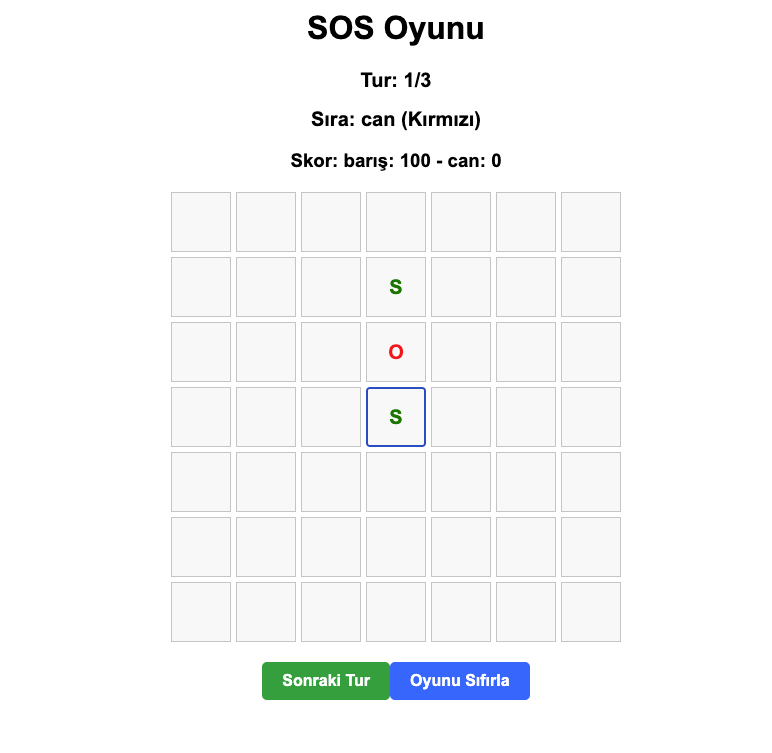 SOS Oyunu
Tur: 1/3
Sıra: can (Kırmızı)
Skor: barış: 100 - can: 0
S
O
S
Sonraki Tur
Oyunu Sıfırla